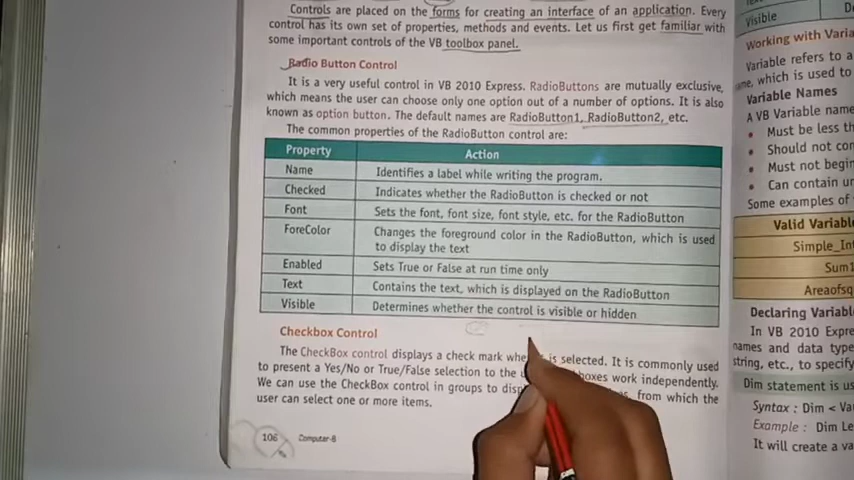 Controls are placed on the forms for creating an interface of an application. Every
control has its own set of properties, methods and events. Let us first get familiar with
some important controls of the VB toolbox panel.
Radio Button Control
It is a very useful control in VB 2010 Express. RadioButtons are mutually exclusive,
which means the user can choose only one option out of a number of options. It is also
known as option button. The default names are RadioButton1, RadioButton2, etc.
The common properties of the RadioButton control are:
Property Action
Name Identifies a label while writing the program.
Checked Indicates whether the RadioButton is checked or not
Font Sets the font, font size, font style, etc. for the RadioButton
ForeColor Changes the foreground color in the RadioButton, which is used
to display the text
Enabled Sets True or False at run time only
Text Contains the text, which is displayed on the RadioButton
Visible Determines whether the control is visible or hidden
Checkbox Control
The CheckBox control displays a check mark is selected. It is commonly used
to present a Yes/No or True/False selection to the work independently.
We can use the CheckBox control in groups to from which the
user can select one or more items.
106 Computer-8
Visible
Working with Varia
Variable refers to a
which is used to
Variable Names
A VB Variable name
• Must be less th
• Should not con
• Must not begin
• Can contain u
Some examples of
Valid Variable
Simple_Int
Sum1
Areaofsq
Declaring Variabl
In VB 2010 Expre
names and data type
string, etc., to specify
Dim statement is us
Syntax : Dim < Va
Example : Dim Le
It will create a va